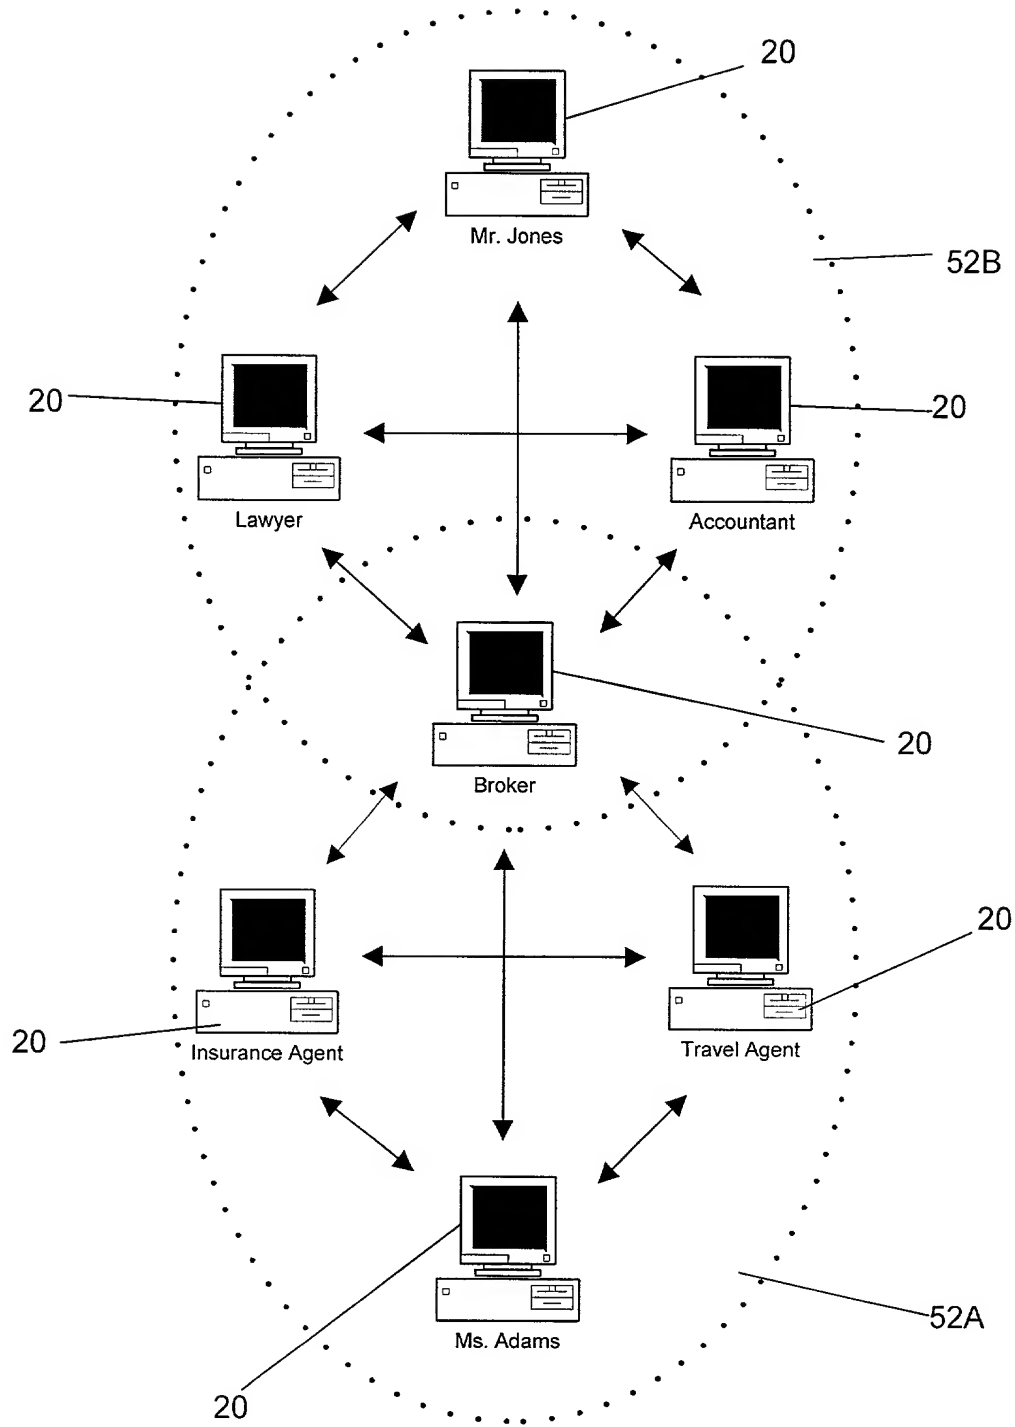 20
Mr. Jones
52B
20
20
Lawyer
Accountant
20
Broker
20
20
Insurance Agent
Travel Agent
52A
Ms. Adams
20